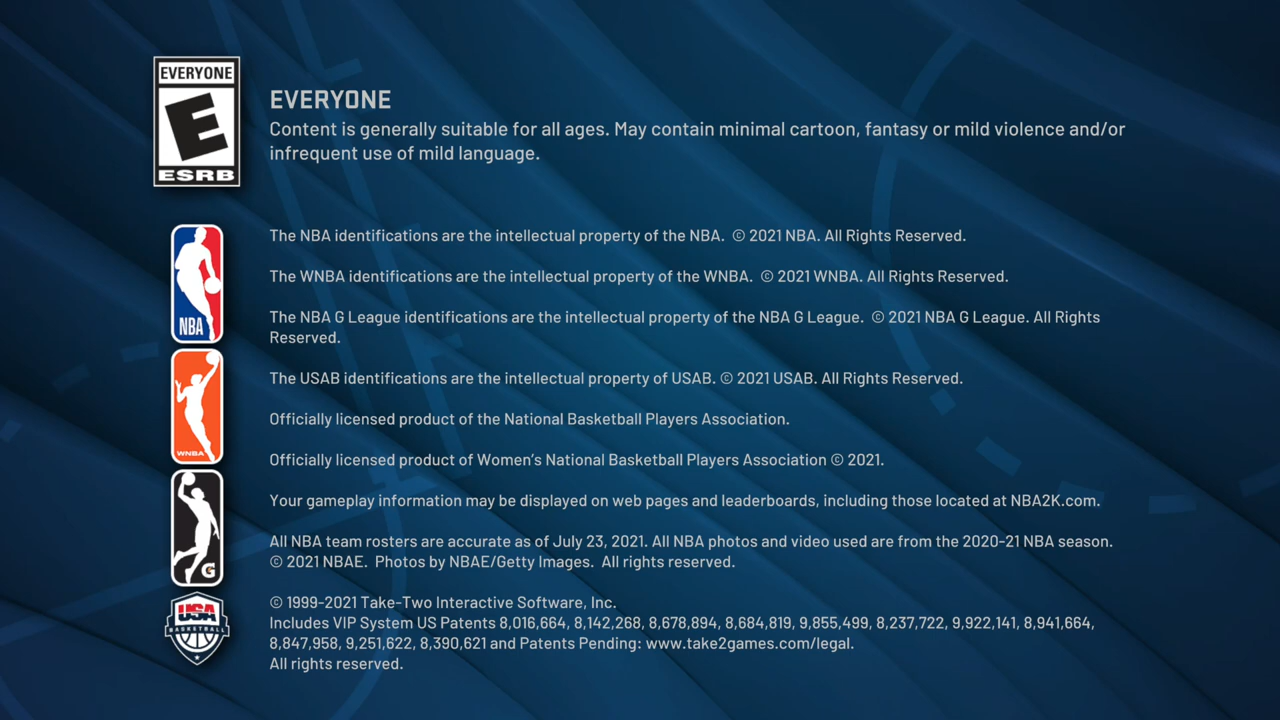 EVERYONE
E
ESRB
EVERYONE
Content is generally suitable for all ages. May contain minimal cartoon, fantasy or mild violence and/or
infrequent use of mild language.
NBA
The NBA identifications are the intellectual property of the NBA.  © 2021 NBA. All Rights Reserved.
The WNBA identifications are the intellectual property of the WNBA.  © 2021 WNBA. All Rights Reserved.
The NBA G League identifications are the intellectual property of the NBA G League.  © 2021 NBA G League. All Rights
Reserved.
WNBA
The USAB identifications are the intellectual property of USAB. © 2021 USAB. All Rights Reserved.
Officially licensed product of the National Basketball Players Association.
Officially licensed product of Women’s National Basketball Players Association © 2021.
G
Your gameplay information may be displayed on web pages and leaderboards, including those located at NBA2K.com.
All NBA team rosters are accurate as of July 23, 2021. All NBA photos and video used are from the 2020-21 NBA season.
© 2021 NBAE.  Photos by NBAE/Getty Images.  All rights reserved.
USA
BASKETBALL
© 1999-2021 Take-Two Interactive Software, Inc.
Includes VIP System US Patents 8,016,664, 8,142,268, 8,678,894, 8,684,819, 9,855,499, 8,237,722, 9,922,141, 8,941,664,
8,847,958, 9,251,622, 8,390,621 and Patents Pending: www.take2games.com/legal.
All rights reserved.